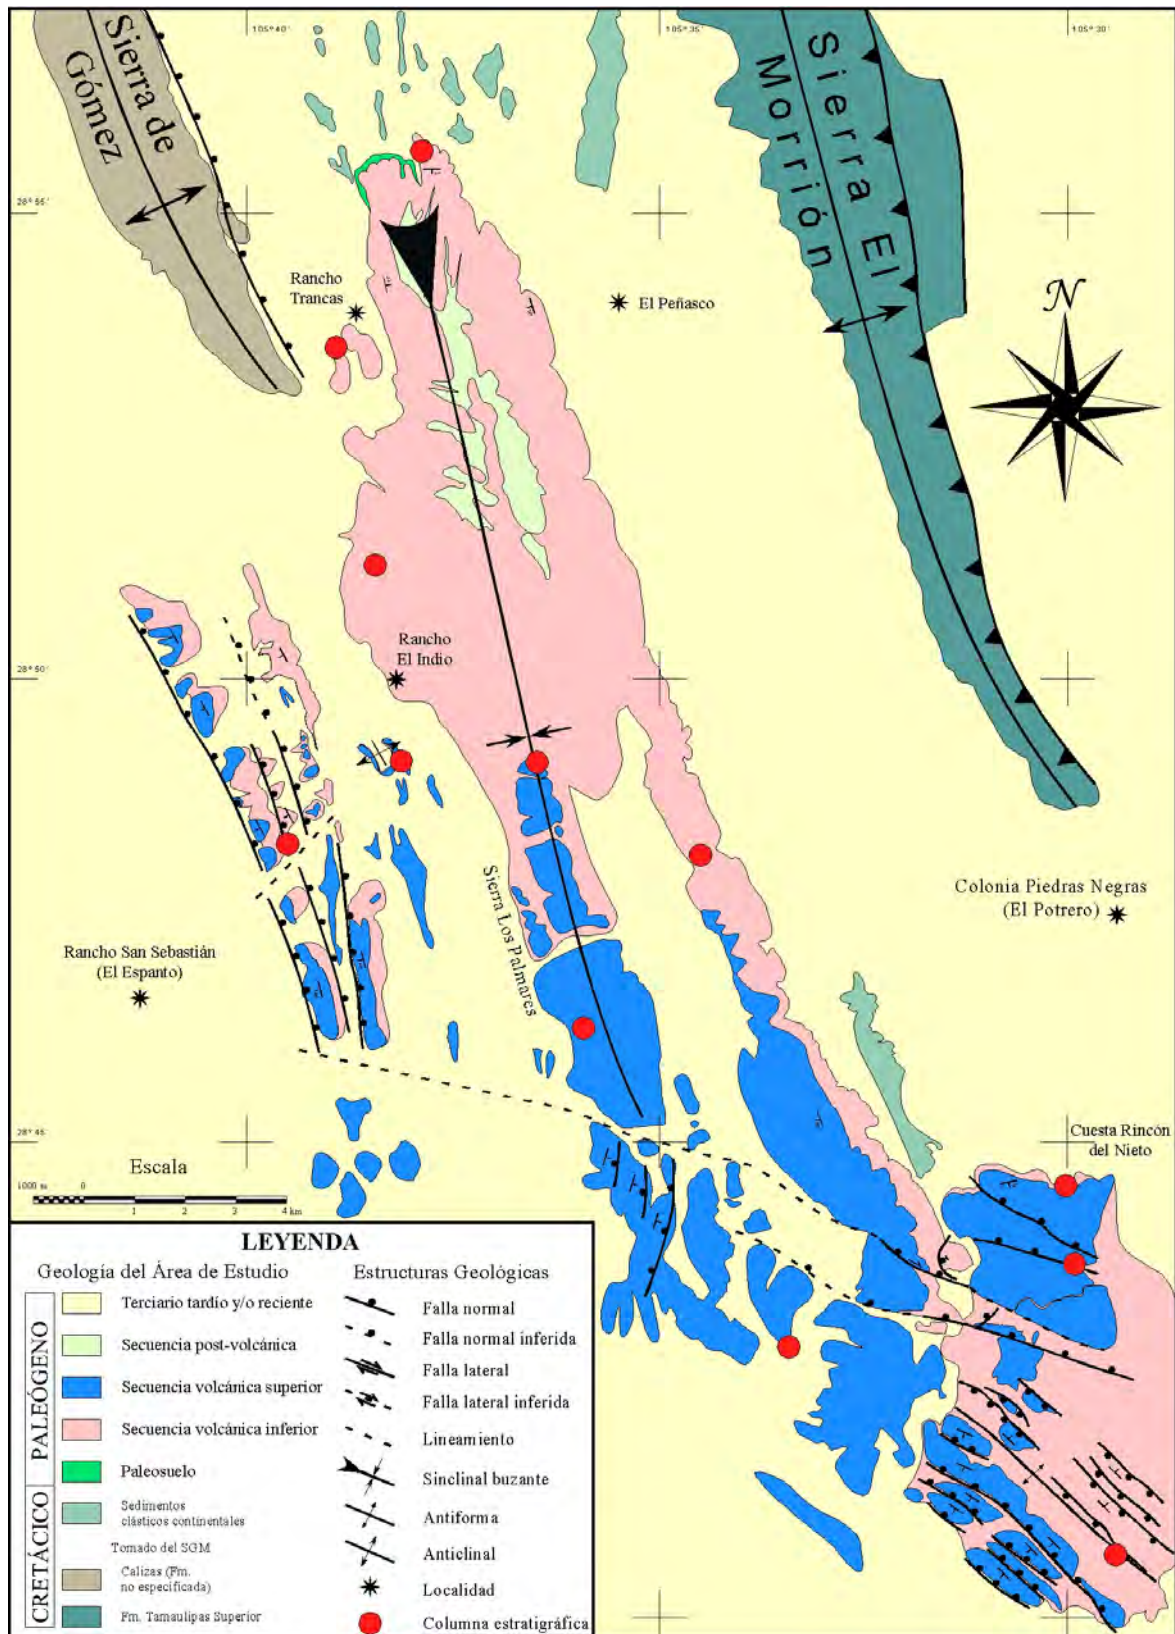 105° 40'
105° 35'
105° 30'
Sierra de
Gómez
Sierra El
Morrión
28° 55'
Rancho
Trancas
El Peñasco
N
Rancho
El Indio
28° 50'
Sierra Los Palmares
Colonia Piedras Negras
(El Potrero)
Rancho San Sebastián
(El Espanto)
28° 45'
Cuesta Rincón
del Nieto
Escala
1000 m 0 1 2 3 4 km
LEYENDA
Geología del Área de Estudio
PALEÓGENO
Terciario tardío y/o reciente
Secuencia post-volcánica
Secuencia volcánica superior
Secuencia volcánica inferior
Paleosuelo
CRETÁCICO
Sedimentos
clásticos continentales
Tomado del SGM
Calizas (Fm.
no especificada)
Fm. Tamaulipas Superior
Estructuras Geológicas
Falla normal
Falla normal inferida
Falla lateral
Falla lateral inferida
Lineamiento
Sinclinal buzante
Antiforma
Anticlinal
Localidad
Columna estratigráfica